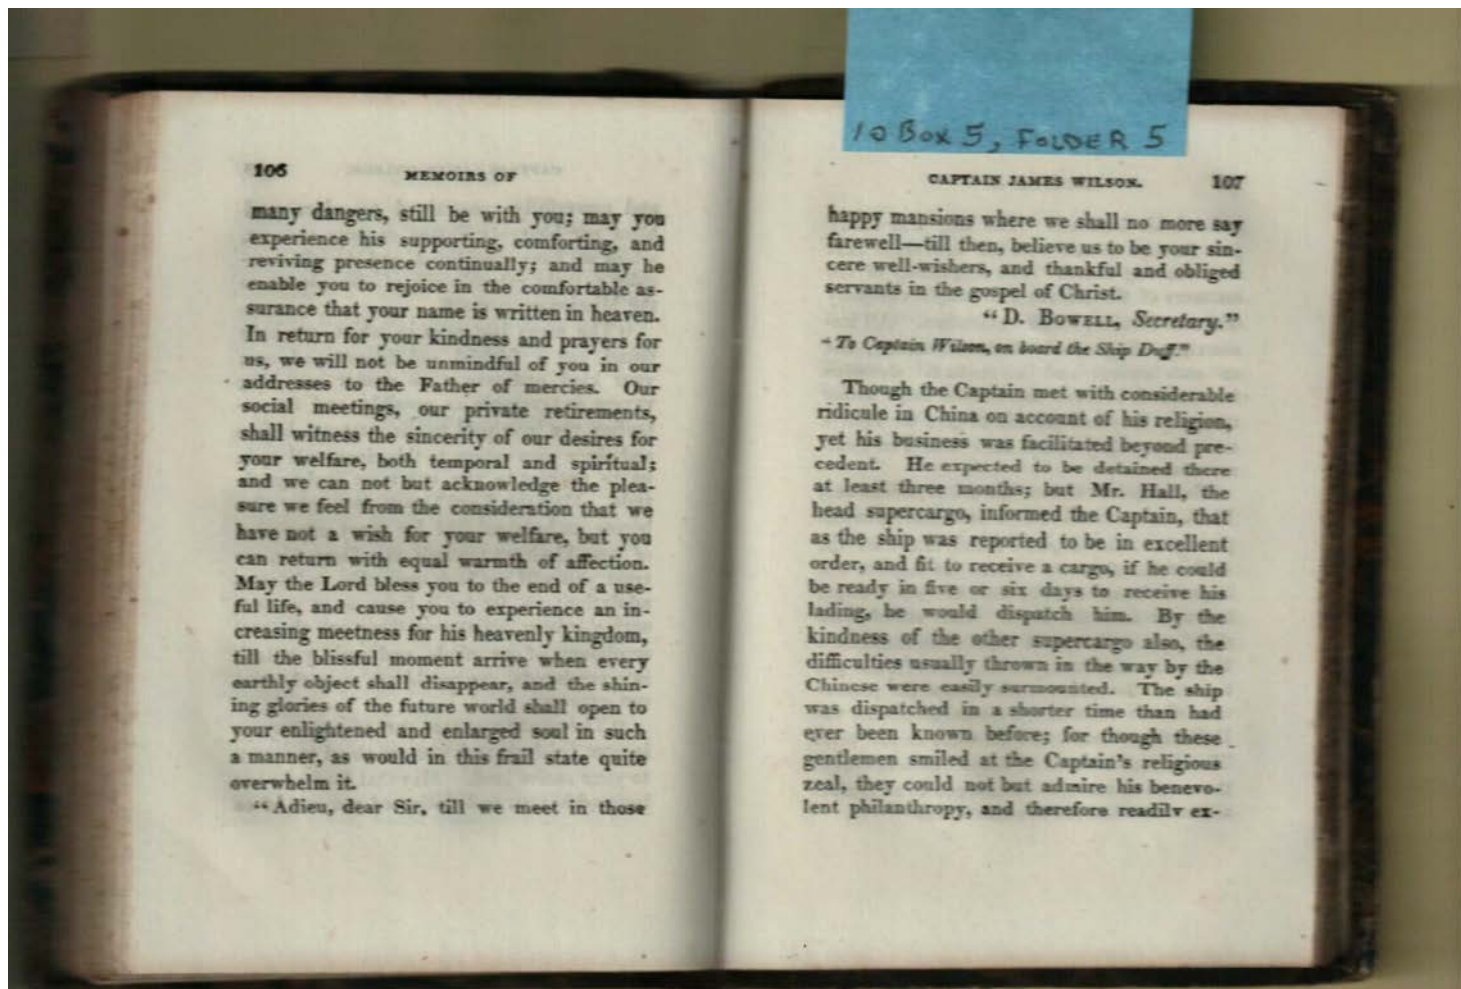 10 Box 5, FOLDER 5
106
MEMOIRS OF
many dangers, still be with you; may you
experience his supporting, comforting, and
reviving presence continually; and may he
enable you to rejoice in the comfortable as-
surance that your name is written in heaven.
In return for your kindness and prayers for
us, we will not be unmindful of you in our
addresses to the Father of mercies. Our
social meetings, our private retirements,
shall witness the sincerity of our desires for
your welfare, both temporal and spiritual;
and we can not but acknowledge the plea-
sure we feel from the consideration that we
have not a wish for your welfare, but you
can return with equal warmth of affection.
May the Lord bless you to the end of a use-
ful life, and cause you to experience an in-
creasing meetness for his heavenly kingdom,
till the blissful moment arrive when every
earthly object shall disappear, and the shin-
ing glories of the future world shall open to
your enlightened and enlarged soul in such
a manner, as would in this frail state quite
overwhelm it.
“Adieu, dear Sir, till we meet in those
CAPTAIN JAMES WILSON.
107
happy mansions where we shall no more say
farewell—till then, believe us to be your sin-
cere well-wishers, and thankful and obliged
servants in the gospel of Christ.
“D. BOWELL, Secretary.”
“To Captain Wilson, on board the Ship Duff.”
Though the Captain met with considerable
ridicule in China on account of his religion,
yet his business was facilitated beyond pre-
cedent. He expected to be detained there
at least three months; but Mr. Hall, the
head supercargo, informed the Captain, that
as the ship was reported to be in excellent
order, and fit to receive a cargo, if he could
be ready in five or six days to receive his
lading, he would dispatch him. By the
kindness of the other supercargo also, the
difficulties usually thrown in the way by the
Chinese were easily surmounted. The ship
was dispatched in a shorter time than had
ever been known before; for though these
gentlemen smiled at the Captain's religious
zeal, they could not but admire his benevo-
lent philanthropy, and therefore readily ex-